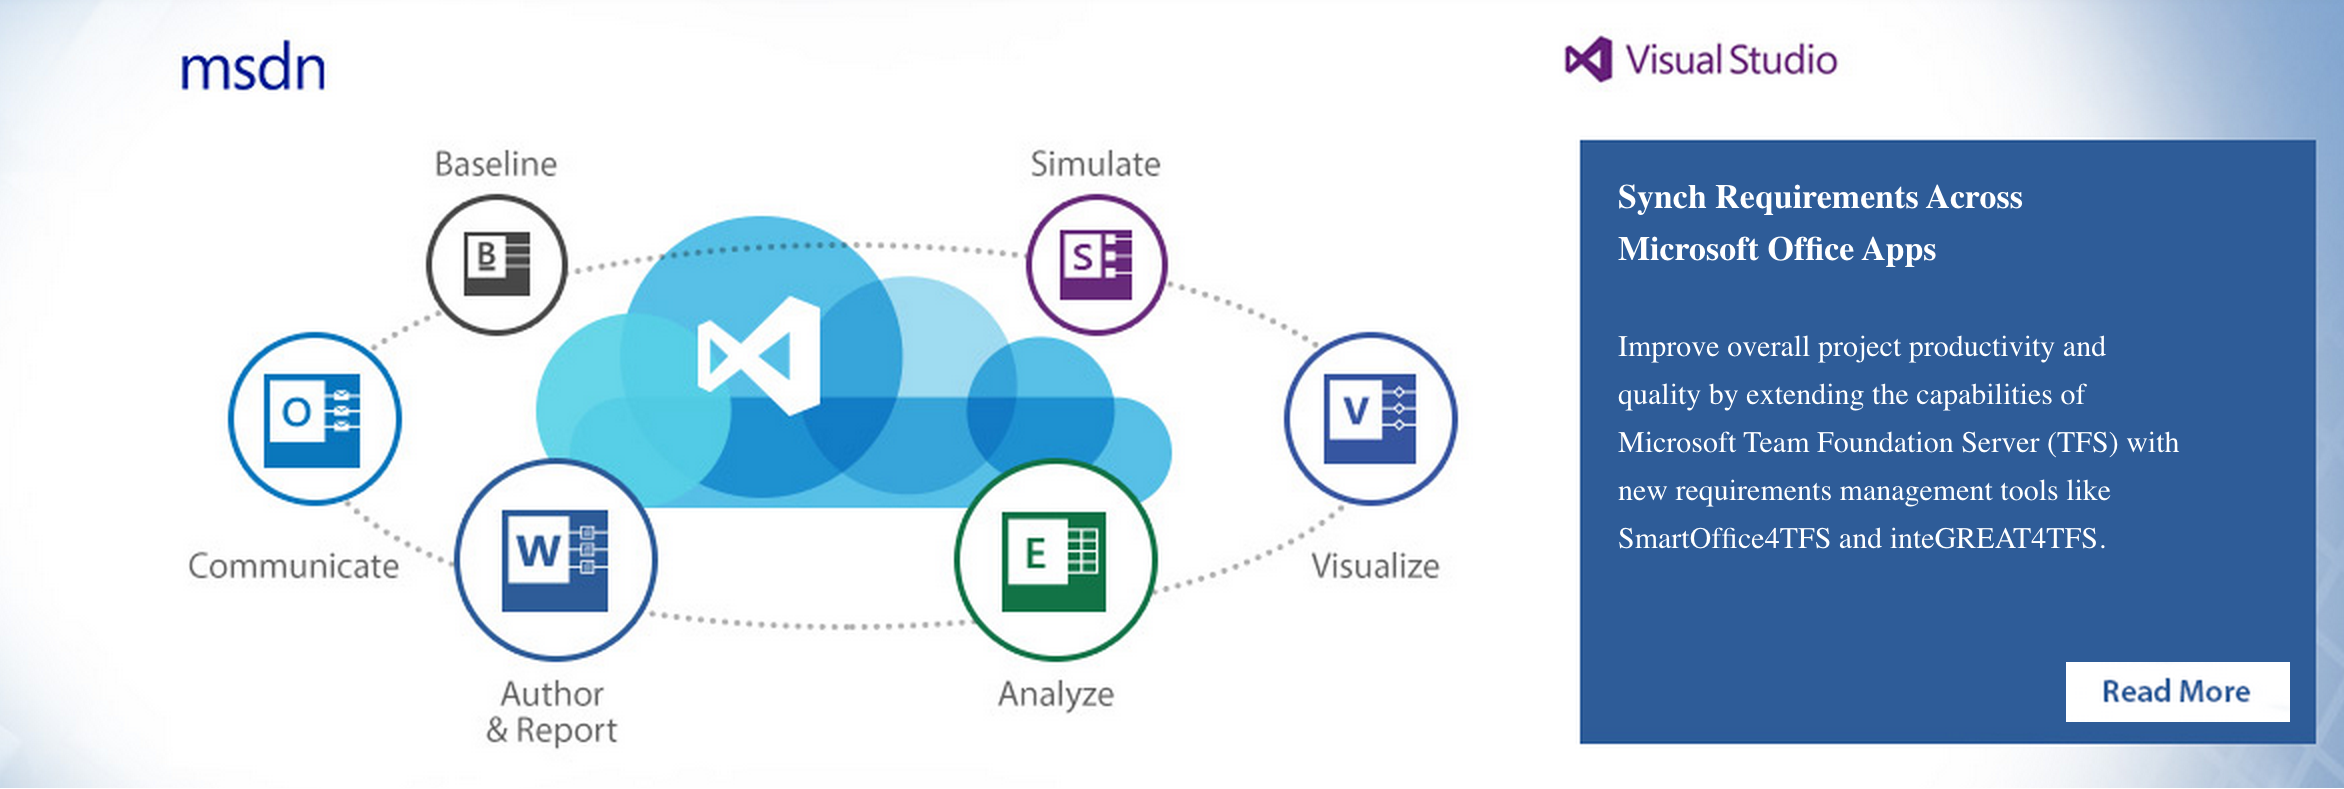 msdn
Visual Studio
Baseline
B
Simulate
S
O
Communicate
V
Visualize
W
Author
& Report
E
Analyze
Synch Requirements Across
Microsoft Office Apps
Improve overall project productivity and
quality by extending the capabilities of
Microsoft Team Foundation Server (TFS) with
new requirements management tools like
SmartOffice4TFS and inteGREAT4TFS.
Read More